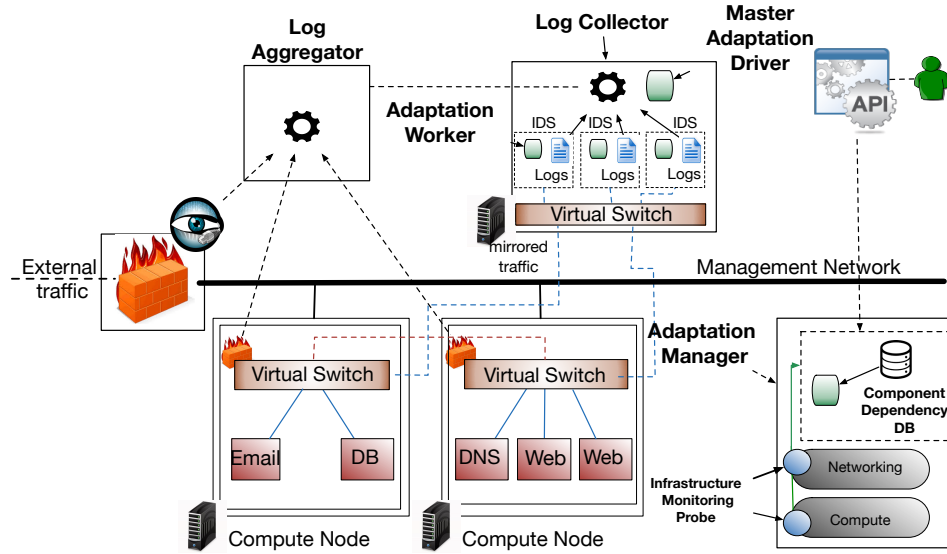 Log
Aggregator
Log Collector
Master
Adaptation
Driver
API
Adaptation
Worker
IDS
IDS
IDS
Logs
Logs
Logs
Virtual Switch
mirrored
traffic
External
traffic
Management Network
Virtual Switch
Virtual Switch
Adaptation
Manager
Component
Dependency
DB
Email
DB
DNS
Web
Web
Networking
Infrastructure
Monitoring
Probe
Compute
Compute Node
Compute Node